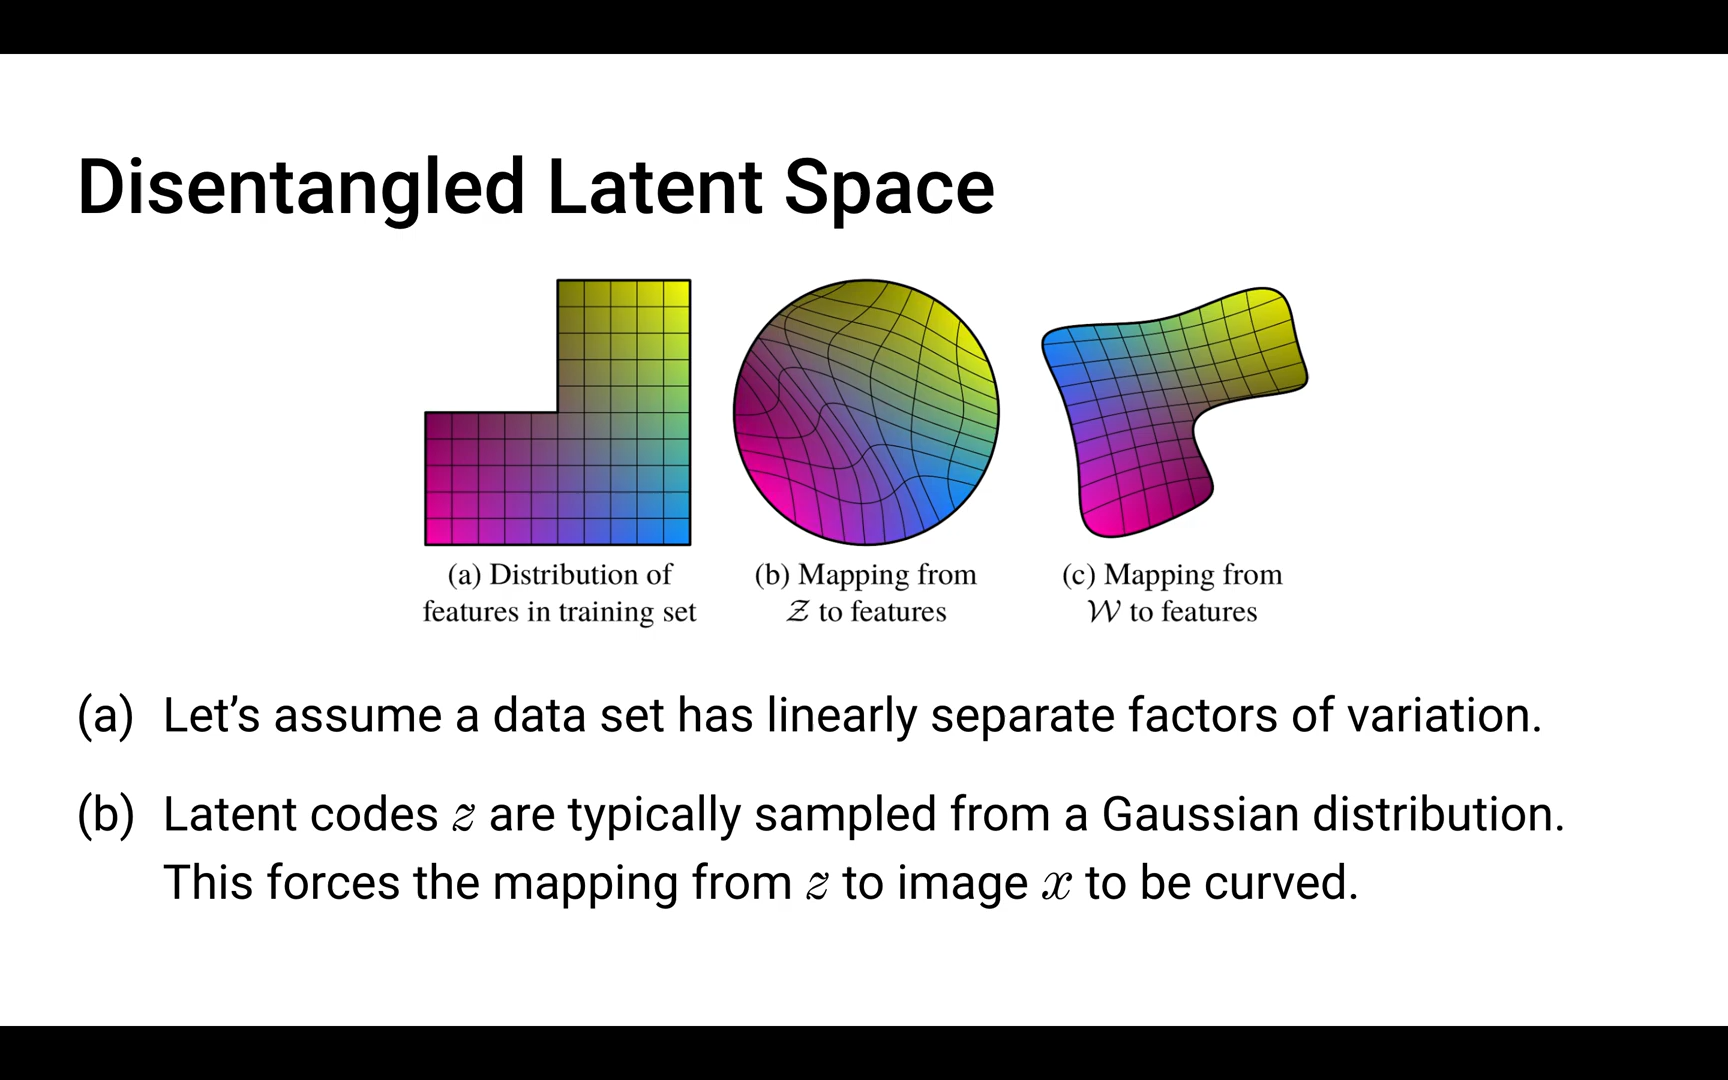 Disentangled Latent Space
(a) Distribution of
features in training set
(b) Mapping from
𝒵 to features
(c) Mapping from
𝒲 to features
(a) Let’s assume a data set has linearly separate factors of variation.
(b) Latent codes z are typically sampled from a Gaussian distribution.
This forces the mapping from z to image x to be curved.